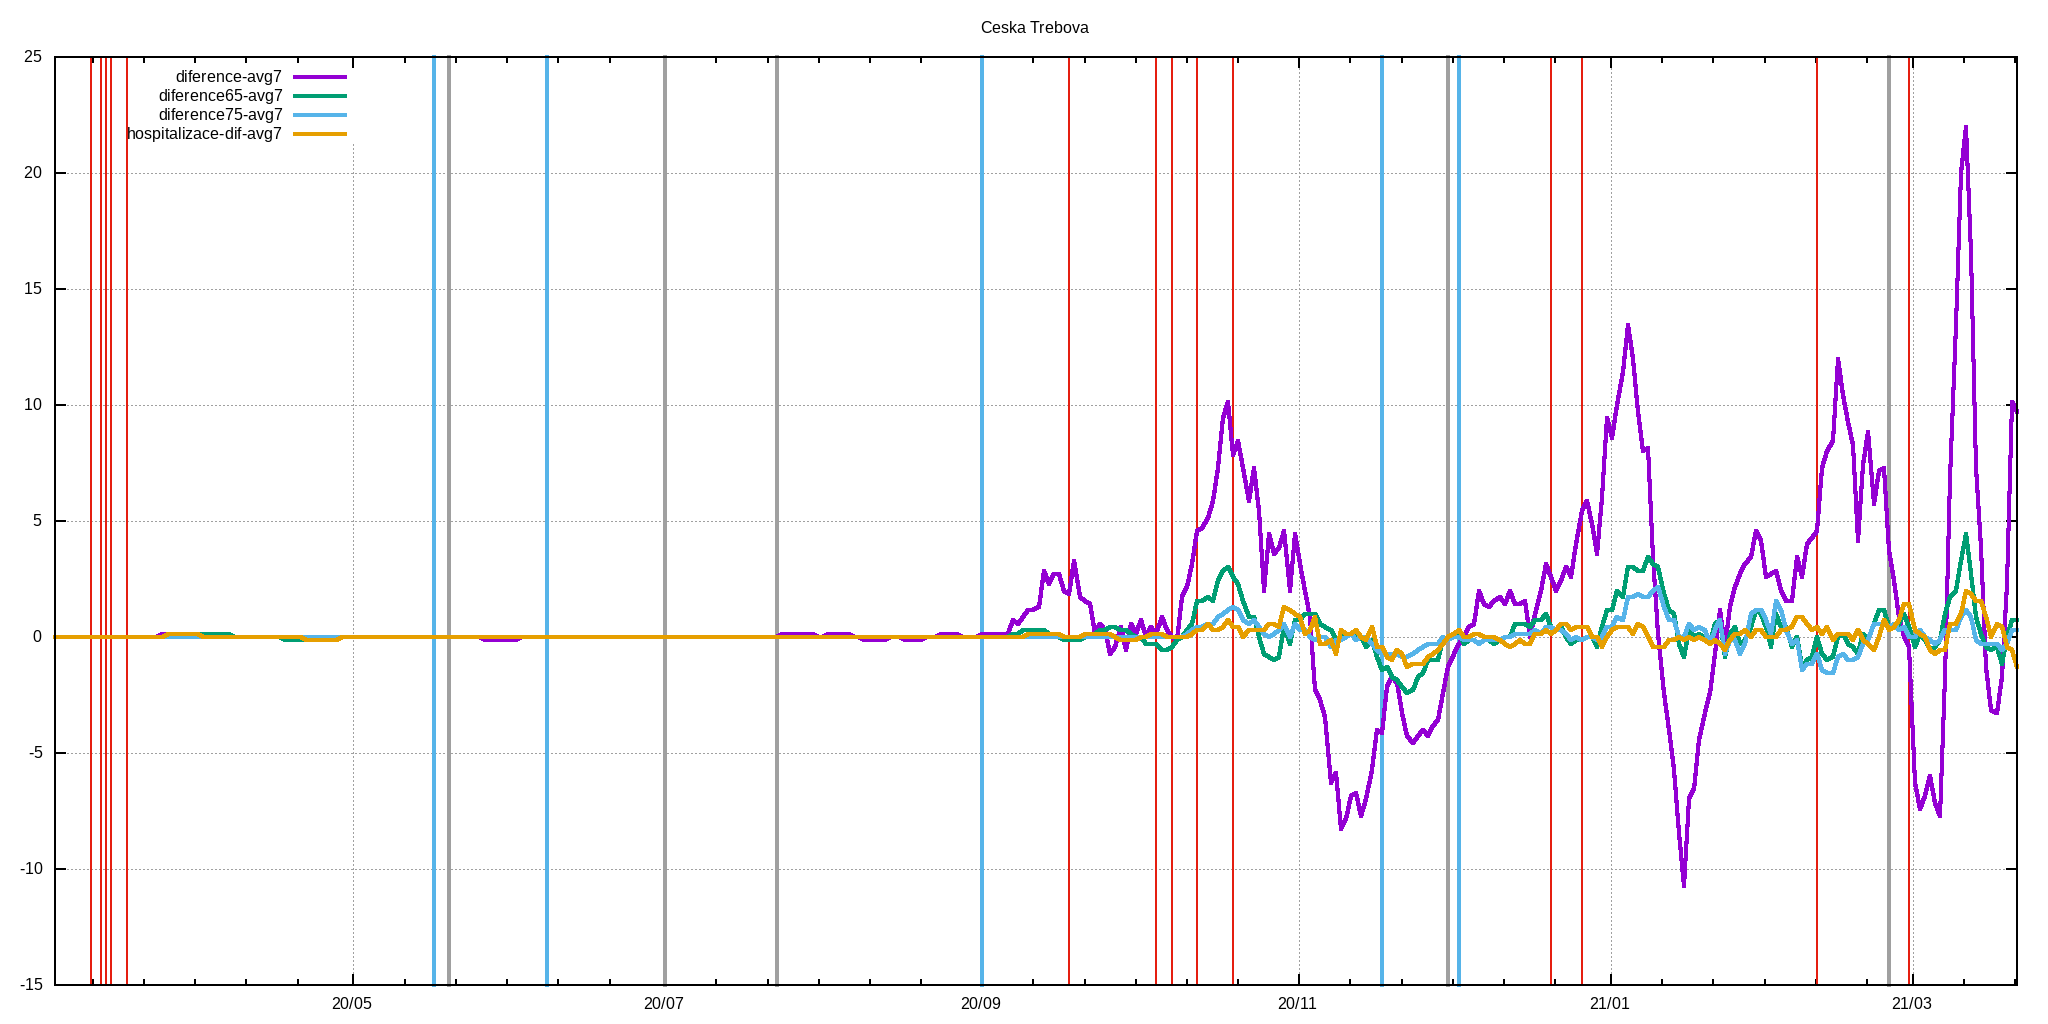 Ceska Trebova
25
20
15
10
5
0
-5
-10
-15
diference-avg7
diference65-avg7
diference75-avg7
hospitalizace-dif-avg7
20/05 20/07 20/09 20/11 21/01 21/03